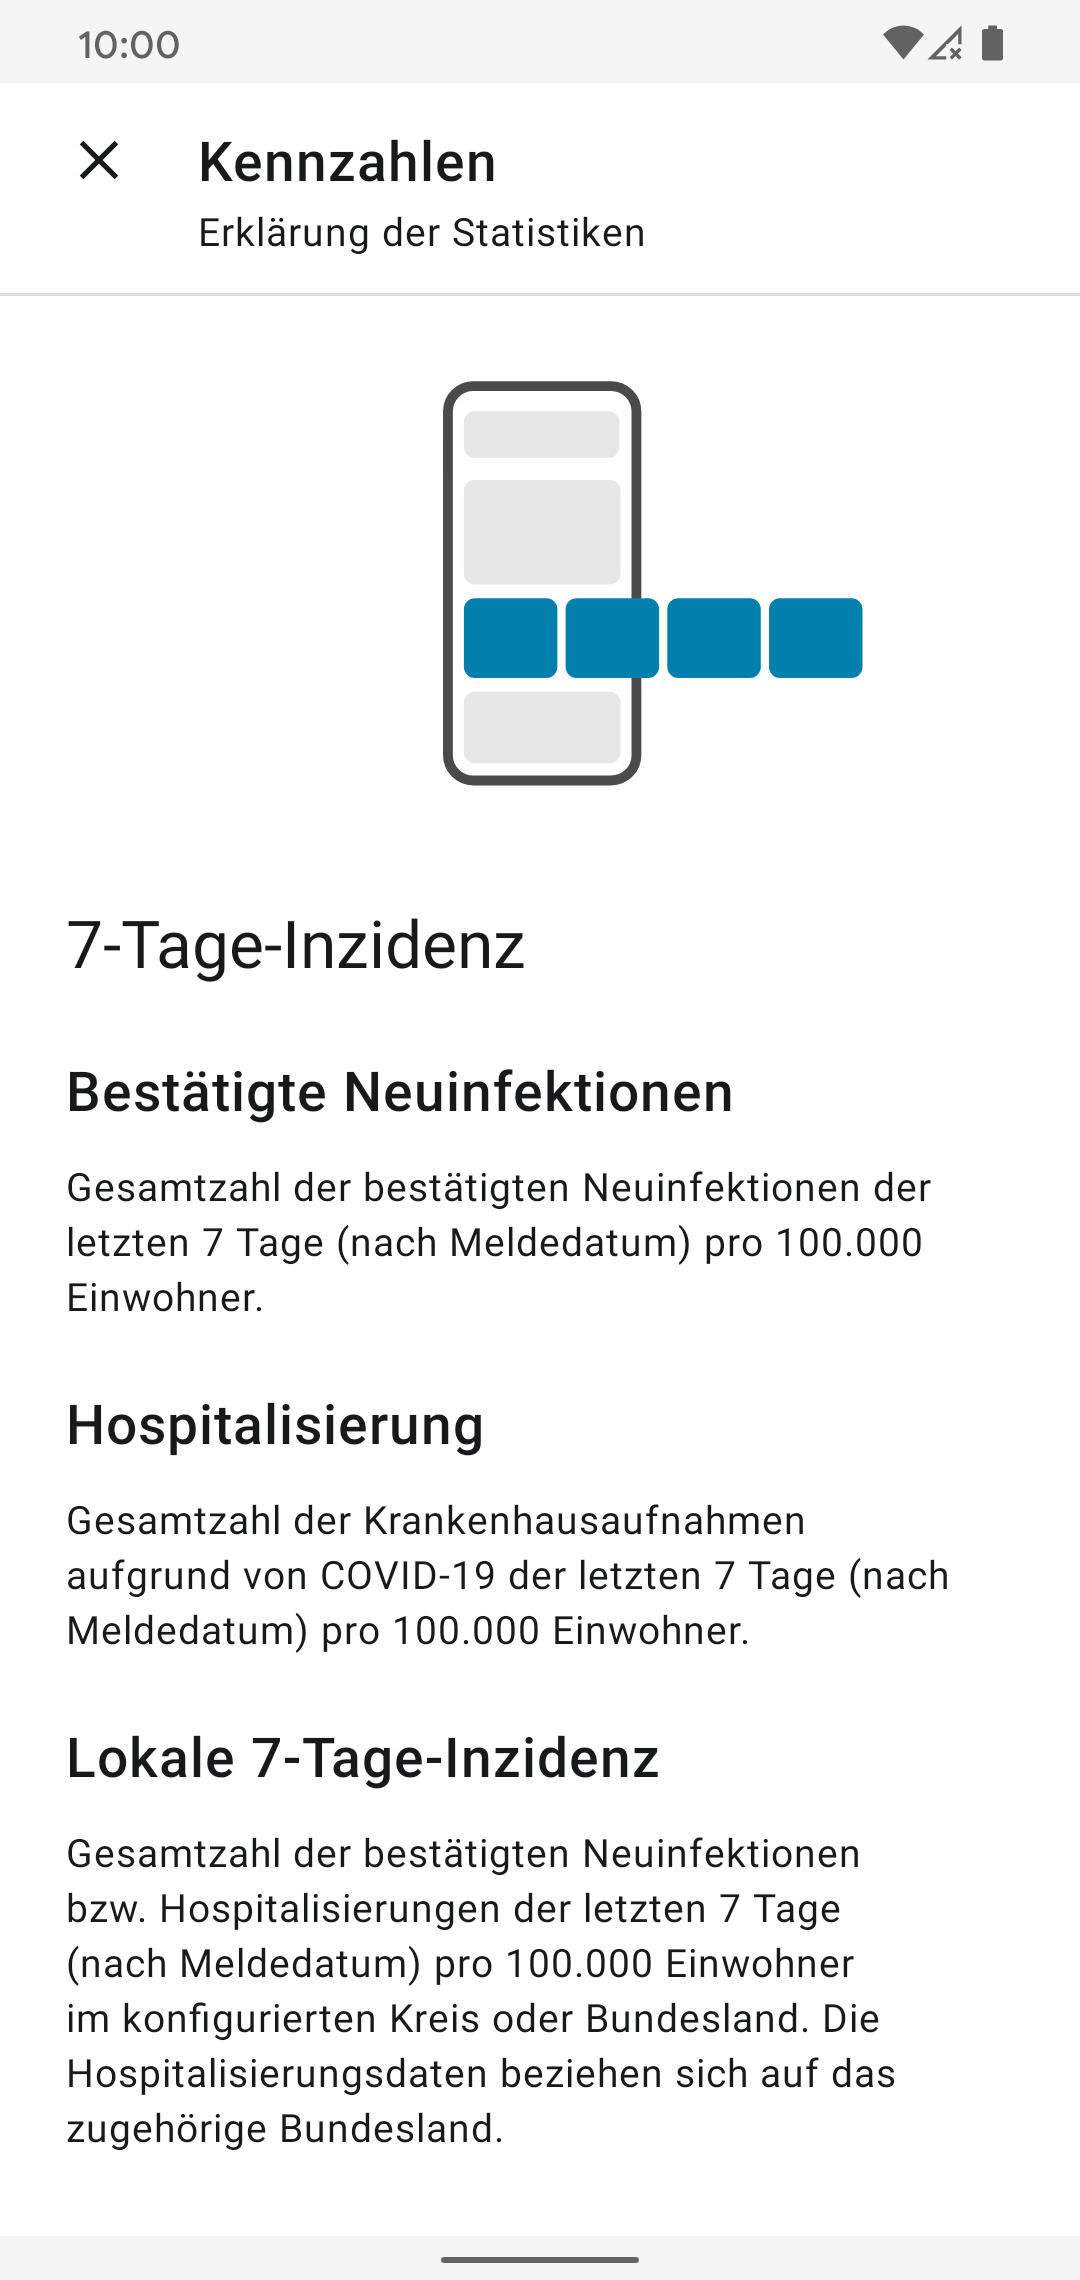 10:00
Kennzahlen
Erklärung der Statistiken
7-Tage-Inzidenz
Bestätigte Neuinfektionen
Gesamtzahl der bestätigten Neuinfektionen der
letzten 7 Tage (nach Meldedatum) pro 100.000
Einwohner.
Hospitalisierung
Gesamtzahl der Krankenhausaufnahmen
aufgrund von COVID-19 der letzten 7 Tage (nach
Meldedatum) pro 100.000 Einwohner.
Lokale 7-Tage-Inzidenz
Gesamtzahl der bestätigten Neuinfektionen
bzw. Hospitalisierungen der letzten 7 Tage
(nach Meldedatum) pro 100.000 Einwohner
im konfigurierten Kreis oder Bundesland. Die
Hospitalisierungsdaten beziehen sich auf das
zugehörige Bundesland.